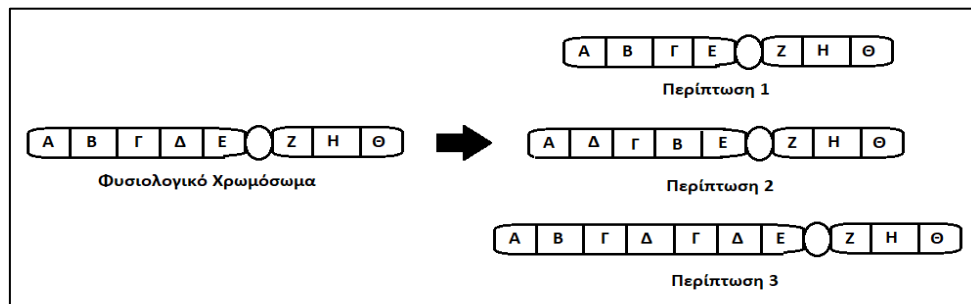 Α Β Γ Ε Ζ Η Θ
Περίπτωση 1
Α Β Γ Δ Ε Ζ Η Θ
Φυσιολογικό Χρωμόσωμα
Α Δ Γ Β Ε Ζ Η Θ
Περίπτωση 2
Α Β Γ Δ Γ Δ Ε Ζ Η Θ
Περίπτωση 3